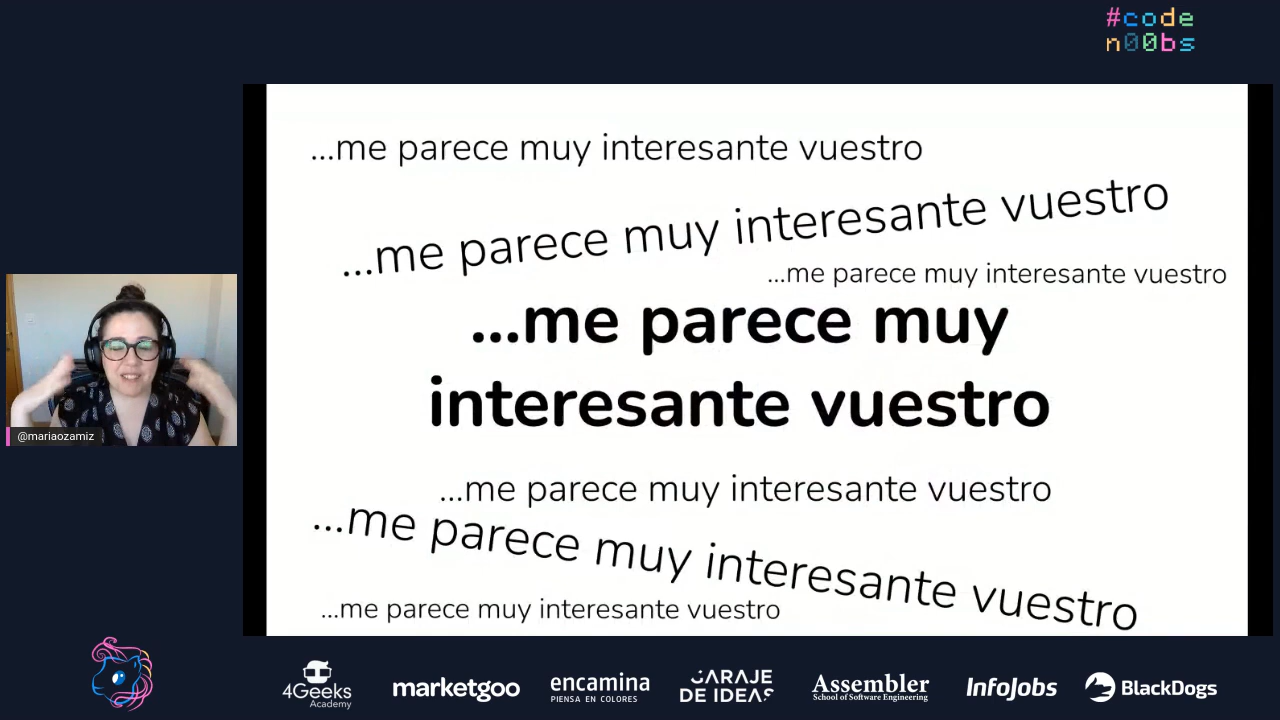 #code
n00bs
...me parece muy interesante vuestro
...me parece muy interesante vuestro
...me parece muy interesante vuestro
...me parece muy
interesante vuestro
...me parece muy interesante vuestro
...me parece muy interesante vuestro
...me parece muy interesante vuestro
@mariaozamiz
4Geeks
Academy
marketgoo
encamina
PIENSA EN COLORES
GARAJE
DE IDEAS
Assembler
School of Software Engineering
InfoJobs
BlackDogs